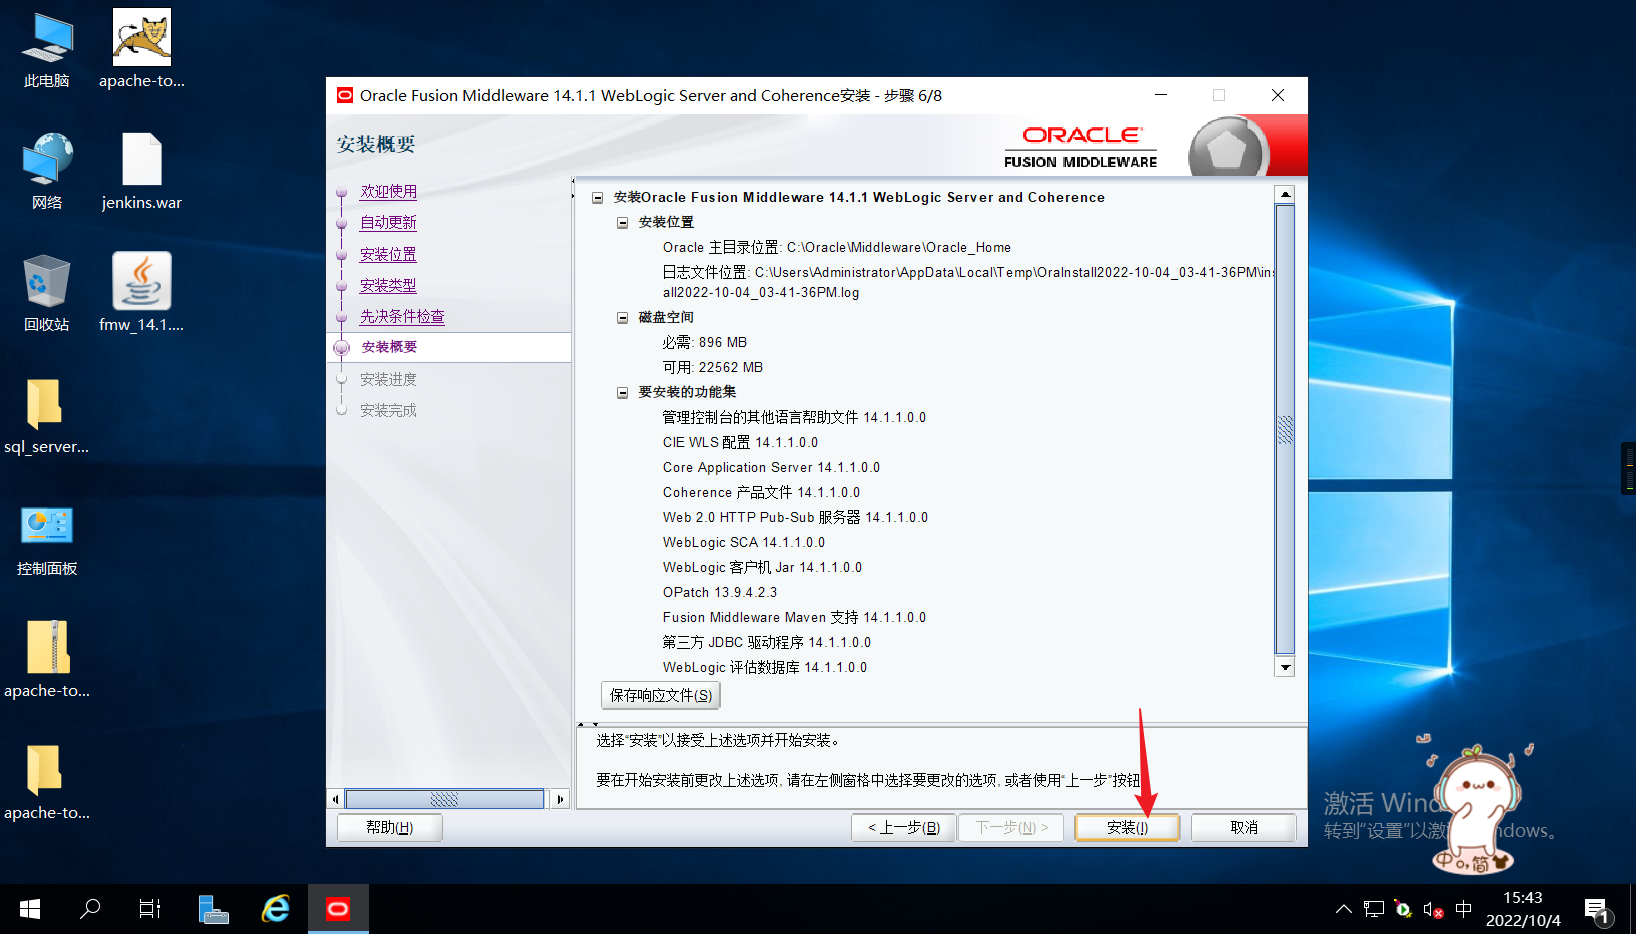 此电脑
apache-to...
网络
jenkins.war
回收站
fmw_14.1....
sql_server...
控制面板
apache-to...
apache-to...
Oracle Fusion Middleware 14.1.1 WebLogic Server and Coherence安装 - 步骤 6/8
安装概要
ORACLE
FUSION MIDDLEWARE
欢迎使用
自动更新
安装位置
安装类型
先决条件检查
安装概要
安装进度
安装完成
安装Oracle Fusion Middleware 14.1.1 WebLogic Server and Coherence
安装位置
Oracle 主目录位置: C:\Oracle\Middleware\Oracle_Home
日志文件位置: C:\Users\Administrator\AppData\Local\Temp\OraInstall2022-10-04_03-41-36PM\ins
all2022-10-04_03-41-36PM.log
磁盘空间
必需: 896 MB
可用: 22562 MB
要安装的功能集
管理控制台的其他语言帮助文件 14.1.1.0.0
CIE WLS 配置 14.1.1.0.0
Core Application Server 14.1.1.0.0
Coherence 产品文件 14.1.1.0.0
Web 2.0 HTTP Pub-Sub 服务器 14.1.1.0.0
WebLogic SCA 14.1.1.0.0
WebLogic 客户机 Jar 14.1.1.0.0
OPatch 13.9.4.2.3
Fusion Middleware Maven 支持 14.1.1.0.0
第三方 JDBC 驱动程序 14.1.1.0.0
WebLogic 评估数据库 14.1.1.0.0
保存响应文件(S)
选择“安装”以接受上述选项并开始安装。
要在开始安装前更改上述选项, 请在左侧窗格中选择要更改的选项, 或者使用“上一步”按钮
帮助(H)
< 上一步(B)
下一步(N) >
安装(I)
取消
激活 Wind
转到“设置”以激 ndows。
中 简
中
15:43
2022/10/4
1